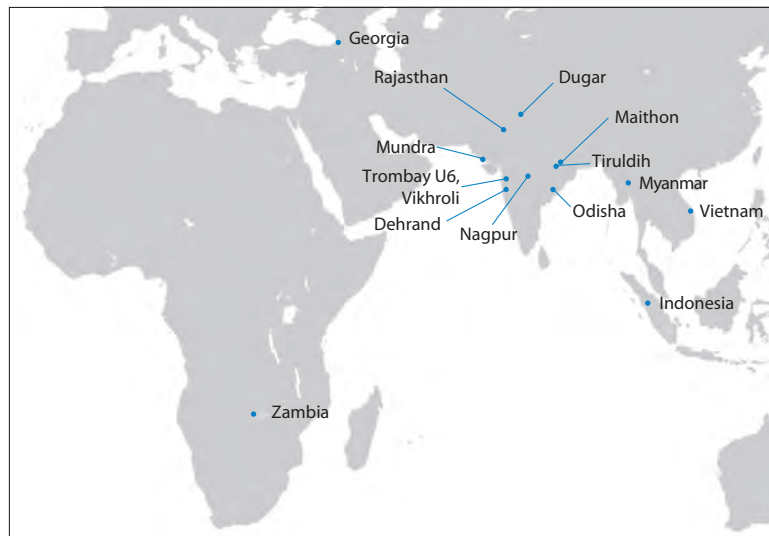 Georgia
Rajasthan
Dugar
Maithon
Mundra
Tiruldih
Trombay U6,
Vikhroli
Myanmar
Dehrand
Nagpur
Odisha
Vietnam
Indonesia
Zambia